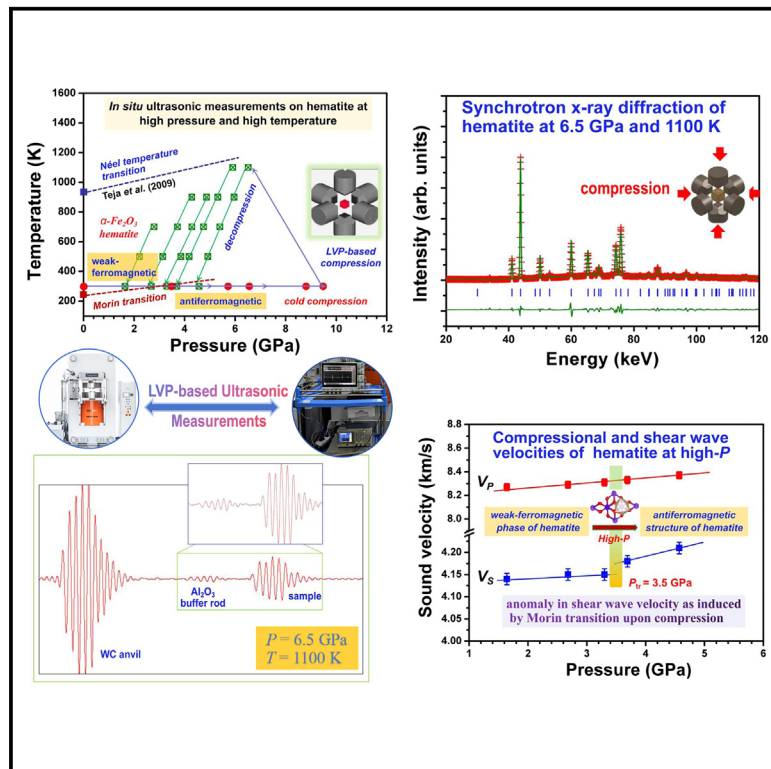 In situ ultrasonic measurements on hematite at
high pressure and high temperature
1600
1400
1200
1000
800
600
400
200
Temperature (K)
Néel temperature
transition
Teja et al. (2009)
α-Fe₂O₃
hematite
decompression
LVP-based
compression
weak-
ferromagnetic
Morin transition
antiferromagnetic
cold compression
0 2 4 6 8 10 12
Pressure (GPa)
Synchrotron x-ray diffraction of
hematite at 6.5 GPa and 1100 K
compression
Intensity (arb. units)
20 40 60 80 100 120
Energy (keV)
LVP-based Ultrasonic
Measurements
Al₂O₃
buffer rod
sample
WC anvil
P = 6.5 GPa
T = 1100 K
Compressional and shear wave
velocities of hematite at high-P
8.8
8.6
8.4
8.2
8.0
4.20
4.15
4.10
4.05
4.00
Sound velocity (km/s)
VP
weak-ferromagnetic
phase of hematite
High-P
antiferromagnetic
structure of hematite
VS
Ptr = 3.5 GPa
anomaly in shear wave velocity as induced
by Morin transition upon compression
1 2 3 4 5 6
Pressure (GPa)